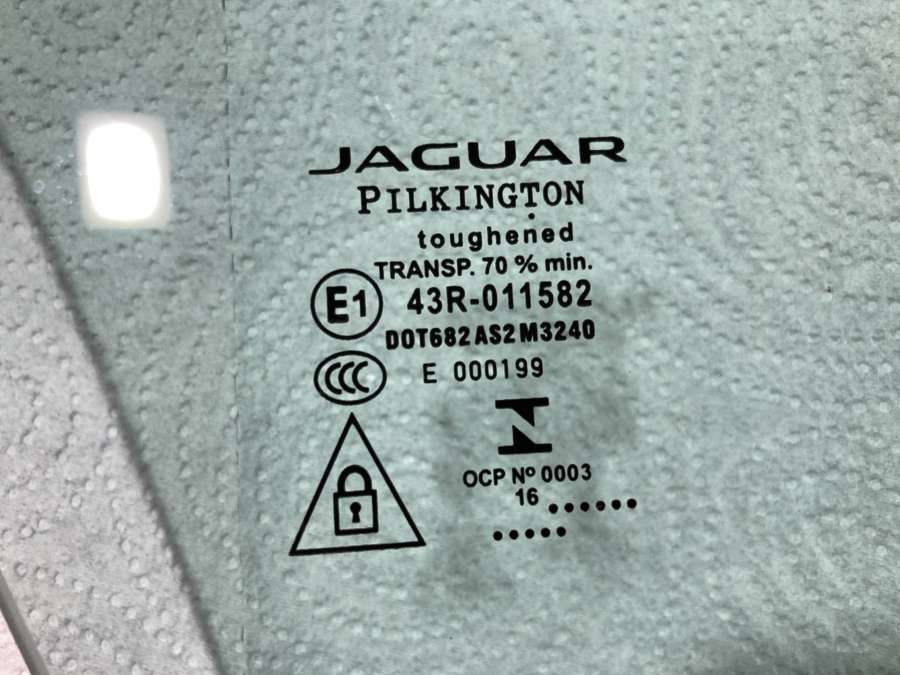 JAGUAR
PILKINGTON
toughened
TRANSP. 70 % min.
E1 43R-011582
DOT682 AS2 M3240
CCC E 000199
OCP Nº 0003
16 ......
.....